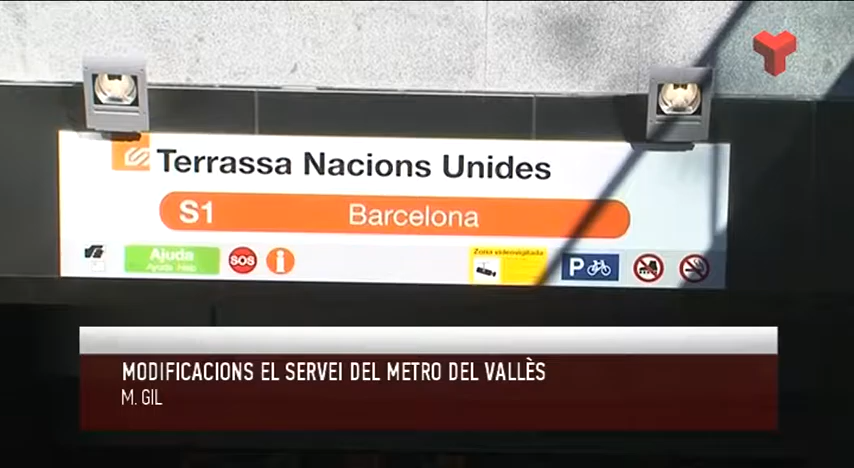 Terrassa Nacions Unides
S1 Barcelona
Ajuda
SOS
i
Zona videovigilada
P
MODIFICACIONS EL SERVEI DEL METRO DEL VALLÈS
M. GIL